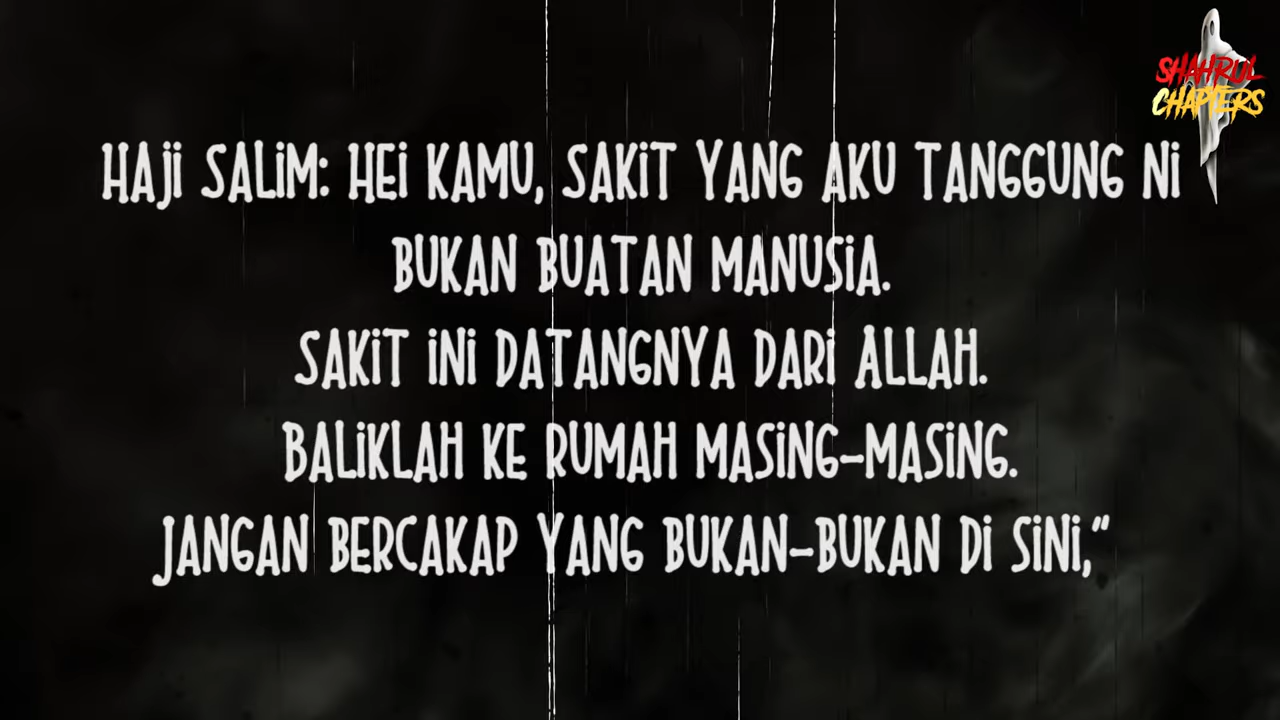 SHAHRUL
CHAPTERS
HAJI SALIM: HEI KAMU, SAKIT YANG AKU TANGGUNG NI
BUKAN BUATAN MANUSIA.
SAKIT INI DATANGNYA DARI ALLAH.
BALIKLAH KE RUMAH MASING-MASING.
JANGAN BERCAKAP YANG BUKAN-BUKAN DI SINI,“